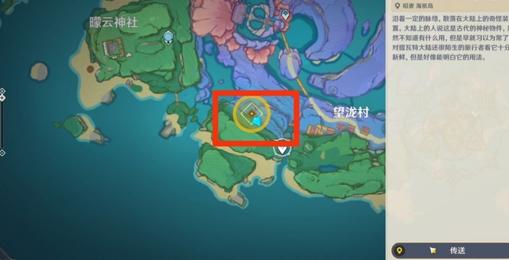 曚云神社
望泷村
稻妻 海祇岛
沿着一定的脉络,散落在大陆上的奇怪装
置。大陆上的人说这是古代的神秘物件,虽
然不知道有什么用,但是早就习以为常了。
对提瓦特大陆还很陌生的旅行者看它十分
新鲜,但是好像能明白它的用法。
传送